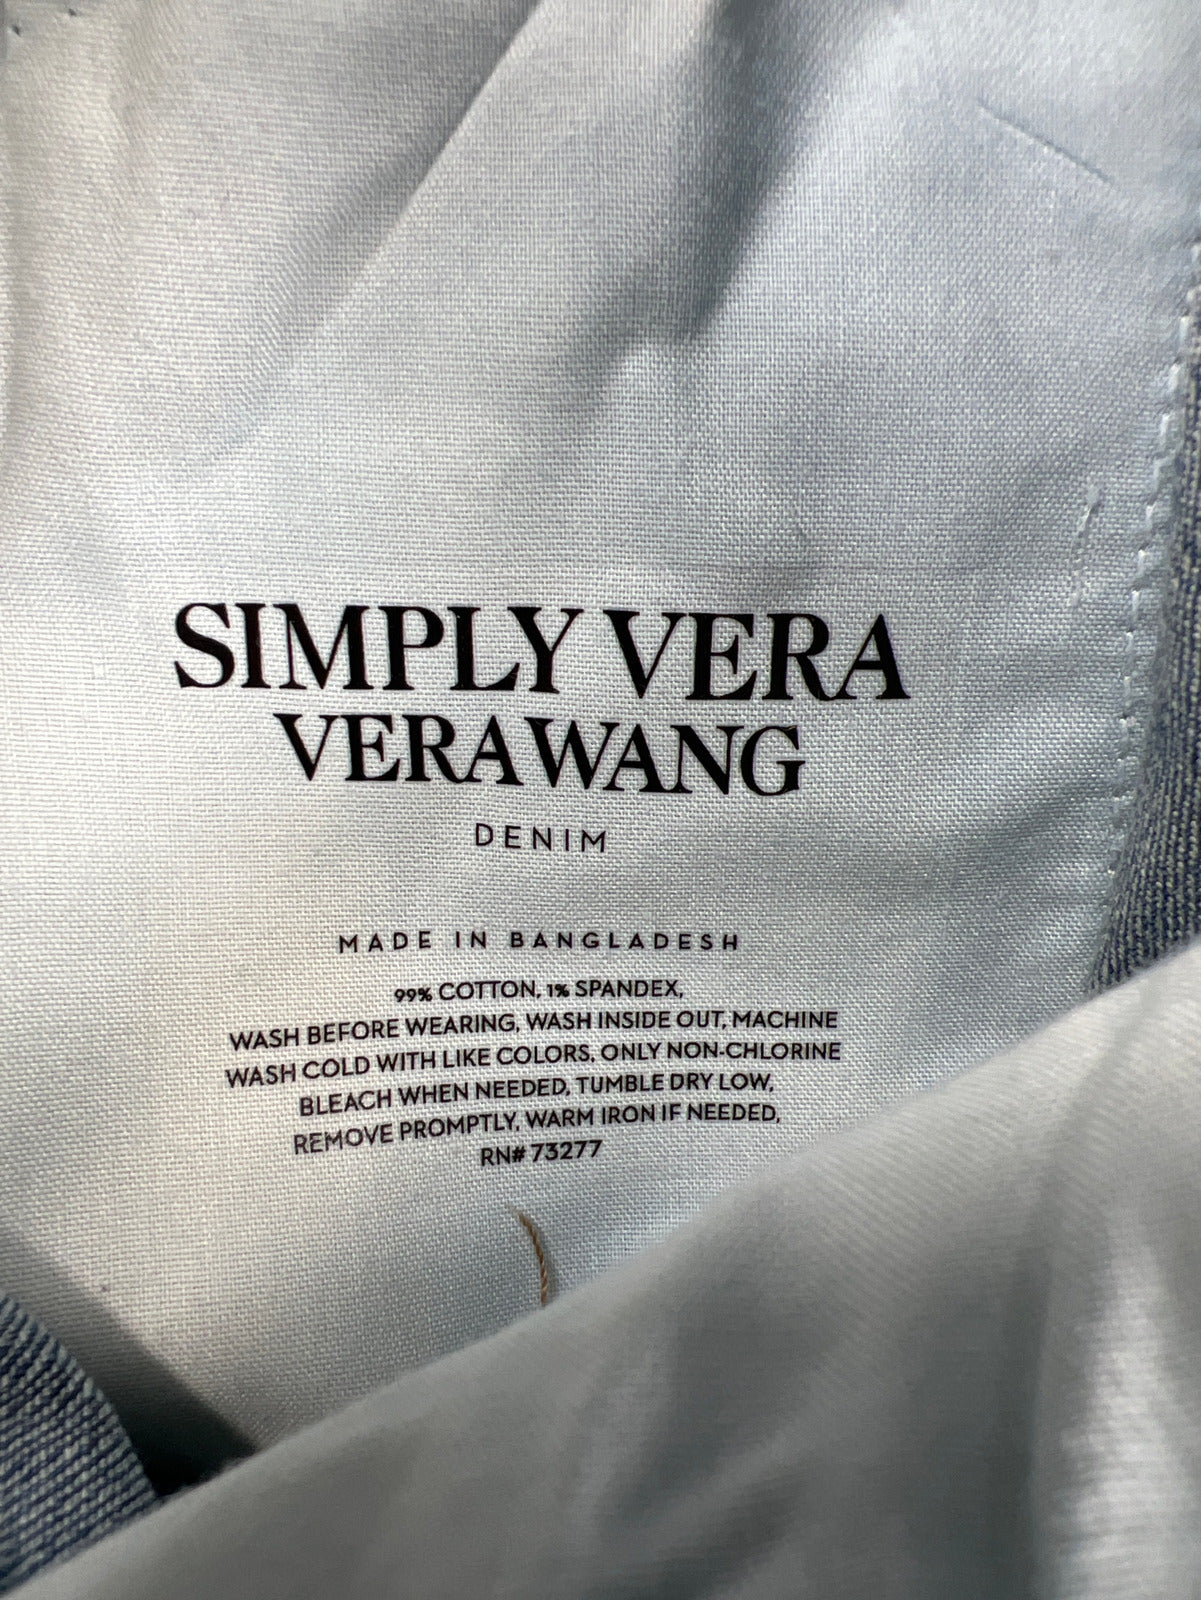 SIMPLY VERA
VERA WANG
DENIM
MADE IN BANGLADESH
99% COTTON, 1% SPANDEX,
WASH BEFORE WEARING, WASH INSIDE OUT, MACHINE
WASH COLD WITH LIKE COLORS, ONLY NON-CHLORINE
BLEACH WHEN NEEDED, TUMBLE DRY LOW,
REMOVE PROMPTLY, WARM IRON IF NEEDED,
RN# 73277